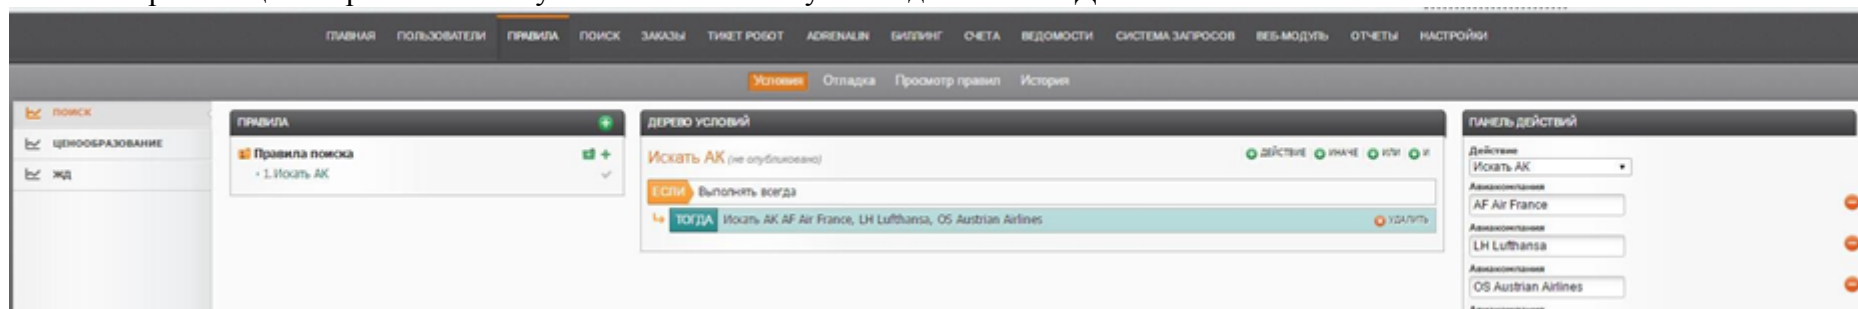 ГЛАВНАЯ ПОЛЬЗОВАТЕЛИ ПРАВИЛА ПОИСК ЗАКАЗЫ ТИКЕТ РОБОТ ADRENALIN БИЛЛИНГ СЧЕТА ВЕДОМОСТИ СИСТЕМА ЗАПРОСОВ ВЕБ-МОДУЛЬ ОТЧЕТЫ НАСТРОЙКИ
Условия Отладка Просмотр правил История
ПОИСК
ЦЕНООБРАЗОВАНИЕ
ЖД
ПРАВИЛА
Правила поиска
1. Искать АК
ДЕРЕВО УСЛОВИЙ
Искать АК (не опубликовано)
ДЕЙСТВИЕ ИНАЧЕ ИЛИ И
ЕСЛИ Выполнять всегда
ТОГДА Искать АК AF Air France, LH Lufthansa, OS Austrian Airlines УДАЛИТЬ
ПАНЕЛЬ ДЕЙСТВИЙ
Действие
Искать АК
Авиакомпания
AF Air France
Авиакомпания
LH Lufthansa
Авиакомпания
OS Austrian Airlines